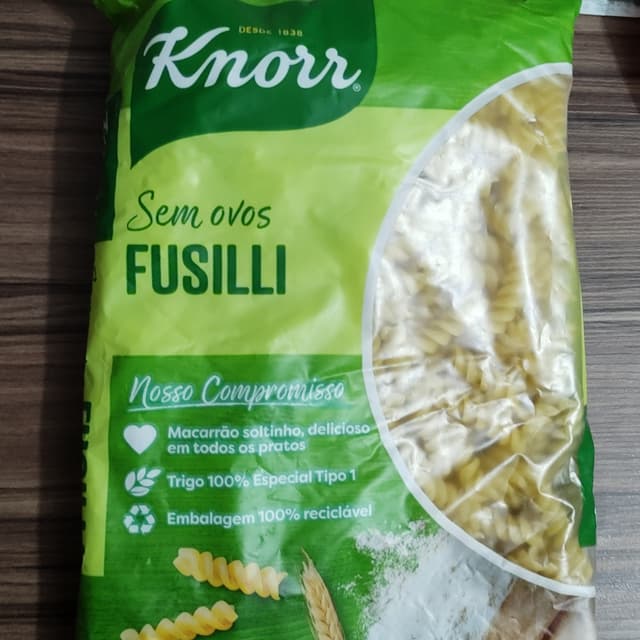 DESDE 1838
Knorr®
Sem ovos
FUSILLI
Nosso Compromisso
Macarrão soltinho, delicioso
em todos os pratos
Trigo 100% Especial Tipo 1
Embalagem 100% reciclável